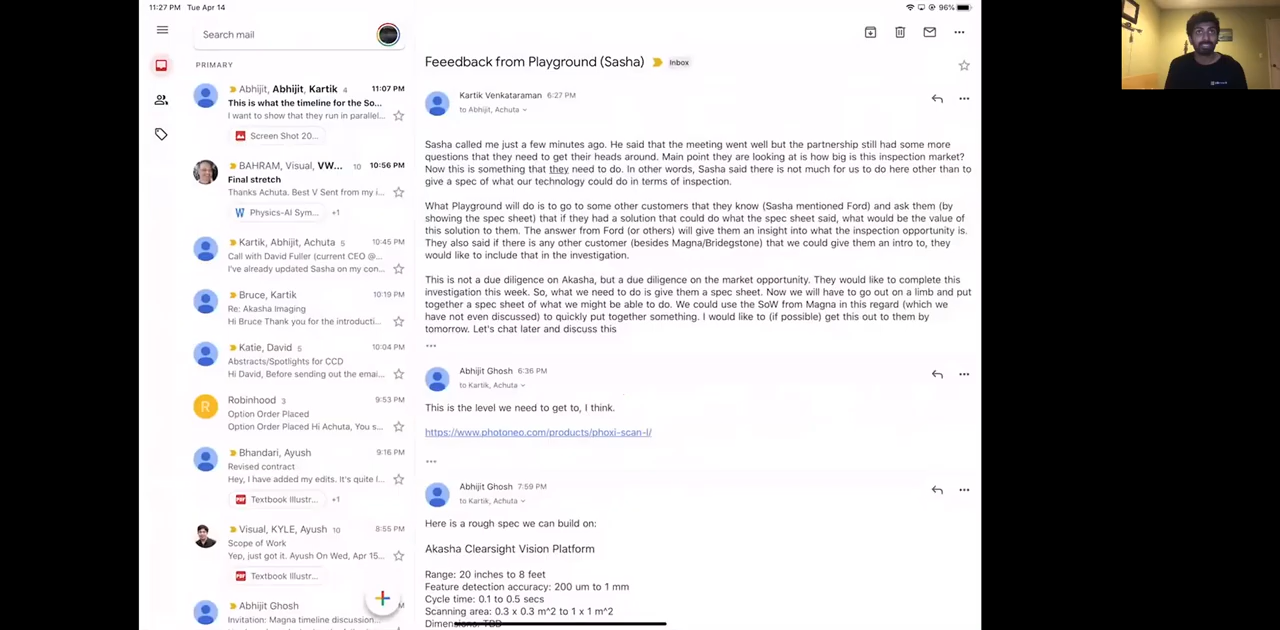 11:27 PM Tue Apr 14
96%
Search mail
PRIMARY
Abhijit, Abhijit, Kartik 4 11:07 PM
This is what the timeline for the So...
I want to show that they run in parallel...
Screen Shot 20...
BAHRAM, Visual, VW... 10 10:56 PM
Final stretch
Thanks Achuta. Best V Sent from my i...
W Physics-AI Sym... +1
Kartik, Abhijit, Achuta 5 10:45 PM
Call with David Fuller (current CEO @...
I've already updated Sasha on my con...
Bruce, Kartik 10:19 PM
Re: Akasha Imaging
Hi Bruce Thank you for the introducti...
Katie, David 5 10:04 PM
Abstracts/Spotlights for CCD
Hi David, Before sending out the emai...
R
Robinhood 3 9:53 PM
Option Order Placed
Option Order Placed Hi Achuta, You s...
Bhandari, Ayush 9:16 PM
Revised contract
Hey, I have added my edits. It's quite l...
PDF Textbook Illustr... +1
Visual, KYLE, Ayush 10 8:55 PM
Scope of Work
Yep, just got it. Ayush On Wed, Apr 15...
PDF Textbook Illustr...
Abhijit Ghosh
Invitation: Magna timeline discussion...
Feeedback from Playground (Sasha) Inbox
Kartik Venkataraman 6:27 PM
to Abhijit, Achuta
Sasha called me just a few minutes ago. He said that the meeting went well but the partnership still had some more
questions that they need to get their heads around. Main point they are looking at is how big is this inspection market?
Now this is something that they need to do. In other words, Sasha said there is not much for us to do here other than to
give a spec of what our technology could do in terms of inspection.
What Playground will do is to go to some other customers that they know (Sasha mentioned Ford) and ask them (by
showing the spec sheet) that if they had a solution that could do what the spec sheet said, what would be the value of
this solution to them. The answer from Ford (or others) will give them an insight into what the inspection opportunity is.
They also said if there is any other customer (besides Magna/Bridegstone) that we could give them an intro to, they
would like to include that in the investigation.
This is not a due diligence on Akasha, but a due diligence on the market opportunity. They would like to complete this
investigation this week. So, what we need to do is give them a spec sheet. Now we will have to go out on a limb and put
together a spec sheet of what we might be able to do. We could use the SoW from Magna in this regard (which we
have not even discussed) to quickly put together something. I would like to (if possible) get this out to them by
tomorrow. Let's chat later and discuss this
Abhijit Ghosh 6:36 PM
to Kartik, Achuta
This is the level we need to get to, I think.
https://www.photoneo.com/products/phoxi-scan-l/
Abhijit Ghosh 7:59 PM
to Kartik, Achuta
Here is a rough spec we can build on:
Akasha Clearsight Vision Platform
Range: 20 inches to 8 feet
Feature detection accuracy: 200 um to 1 mm
Cycle time: 0.1 to 0.5 secs
Scanning area: 0.3 x 0.3 m^2 to 1 x 1 m^2
Dimensions: TBD